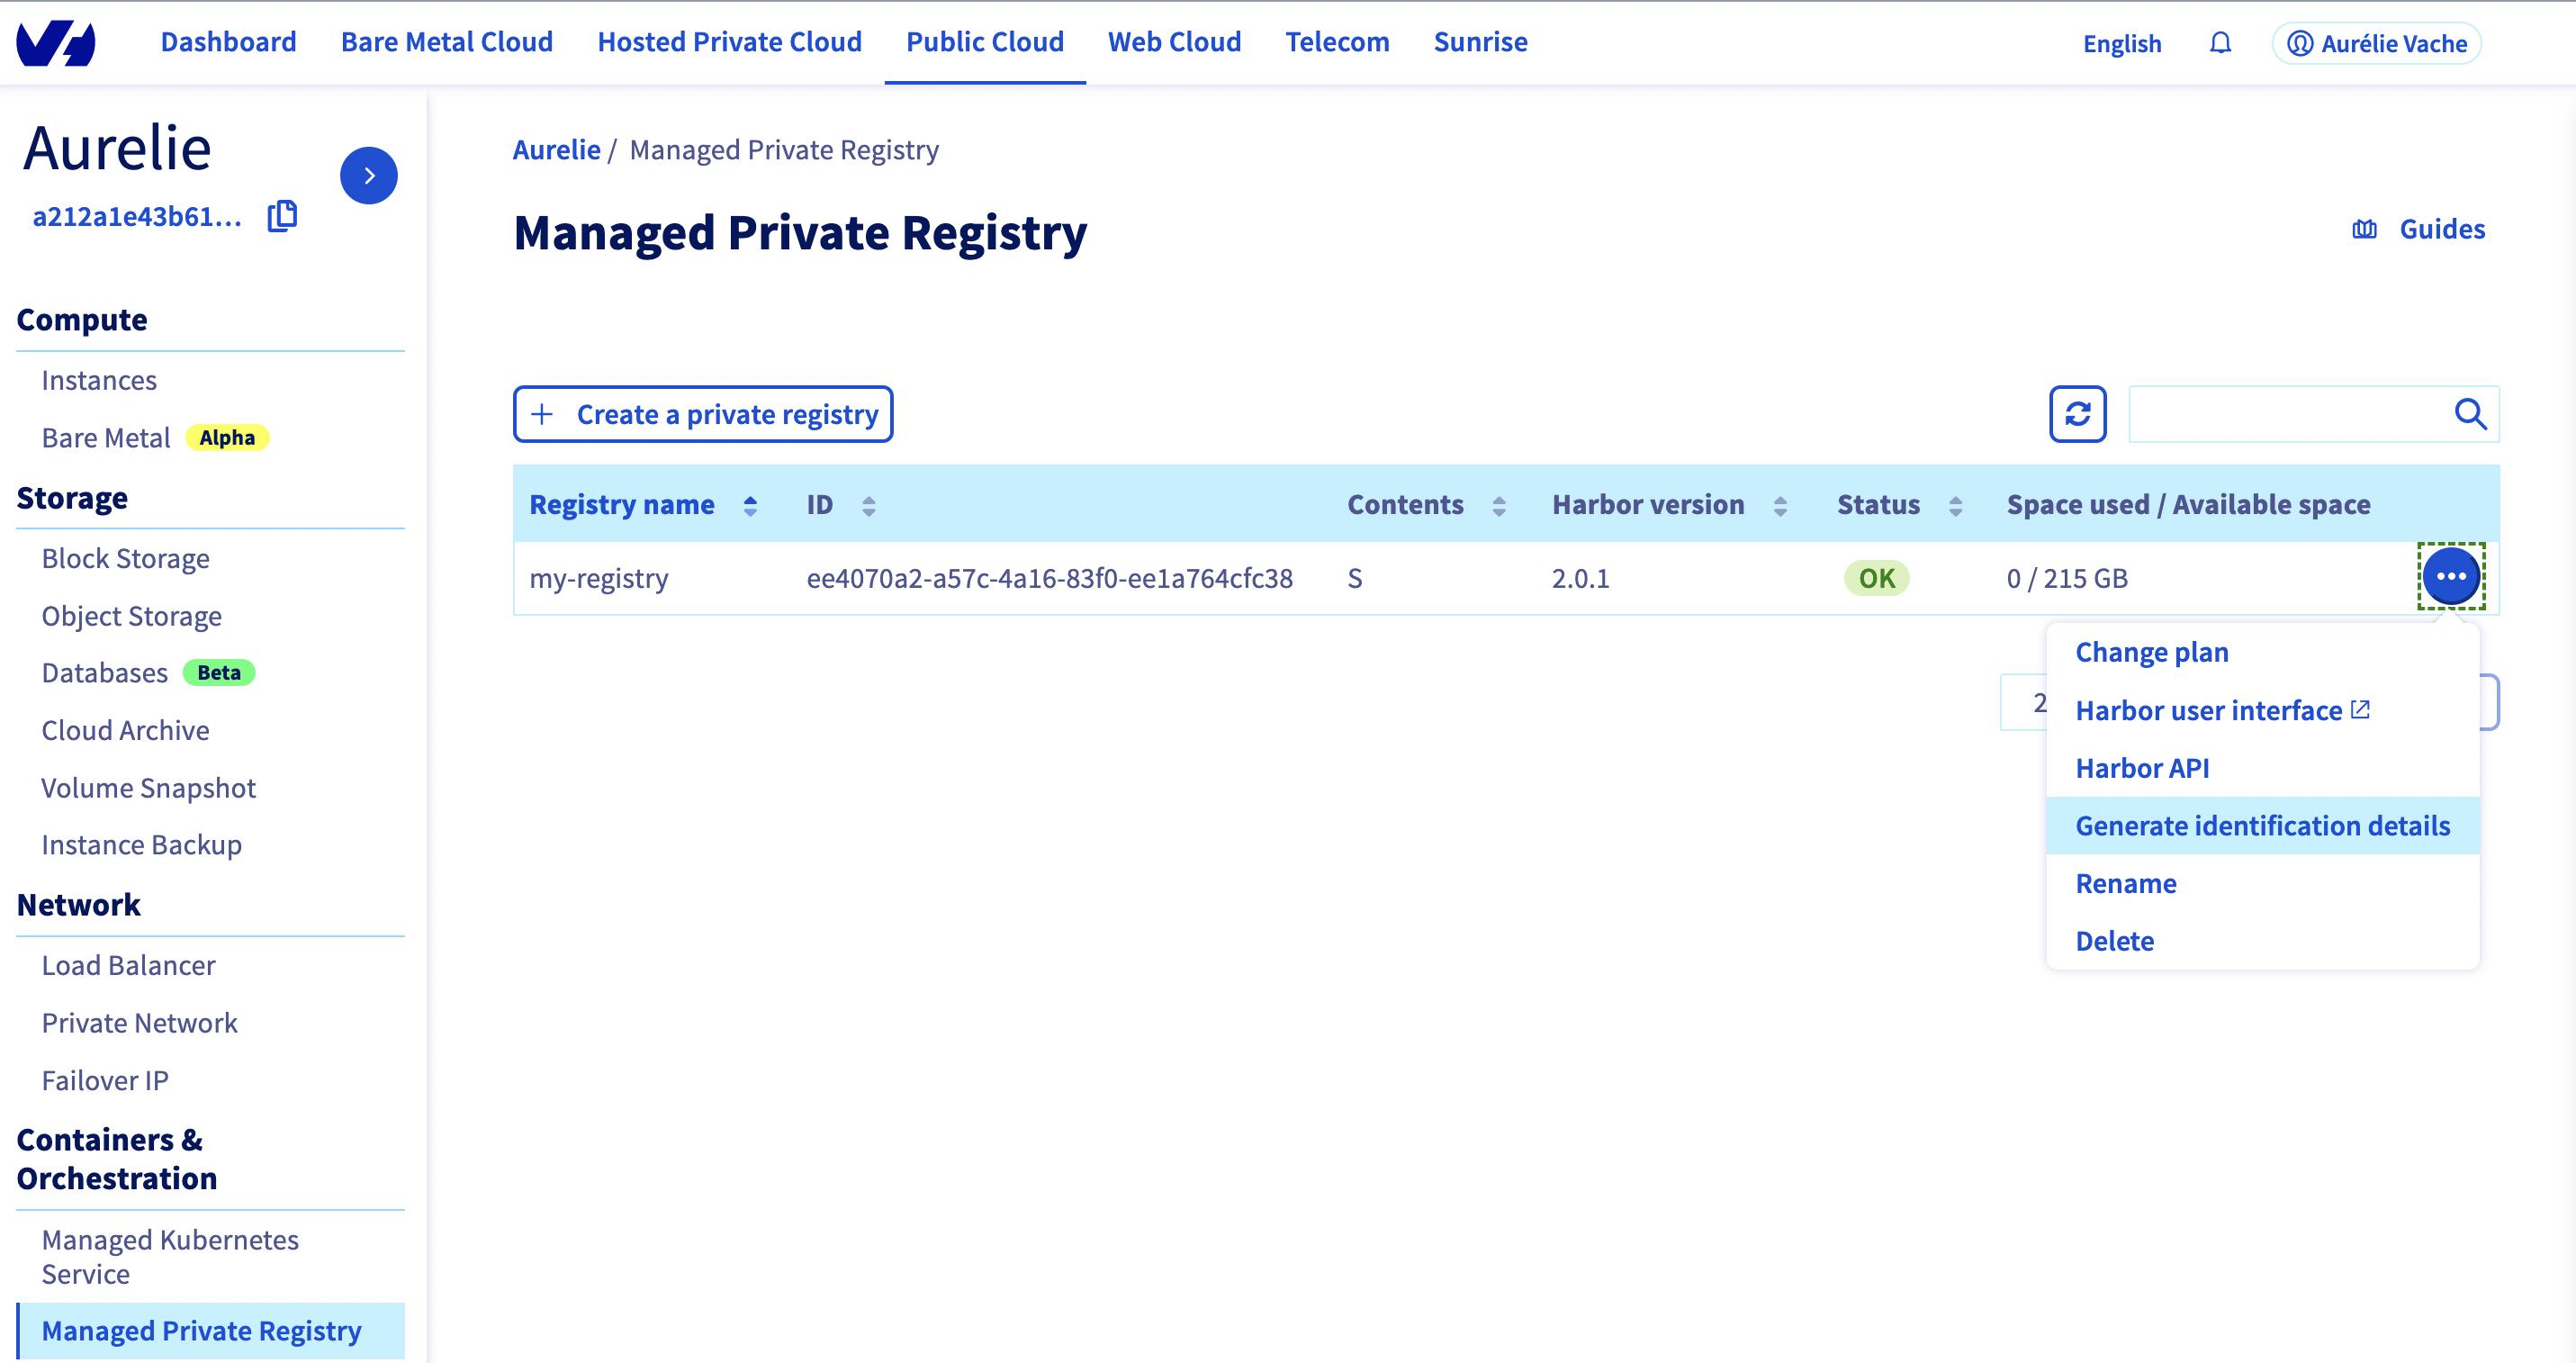 Dashboard
Bare Metal Cloud
Hosted Private Cloud
Public Cloud
Web Cloud
Telecom
Sunrise
English
Aurélie Vache
Aurelie
a212a1e43b61...
Compute
Instances
Bare Metal Alpha
Storage
Block Storage
Object Storage
Databases Beta
Cloud Archive
Volume Snapshot
Instance Backup
Network
Load Balancer
Private Network
Failover IP
Containers &
Orchestration
Managed Kubernetes
Service
Managed Private Registry
Aurelie / Managed Private Registry
Managed Private Registry
Guides
+ Create a private registry
Registry name ID Contents Harbor version Status Space used / Available space
my-registry ee4070a2-a57c-4a16-83f0-ee1a764cfc38 S 2.0.1 OK 0 / 215 GB
Change plan
Harbor user interface
Harbor API
Generate identification details
Rename
Delete